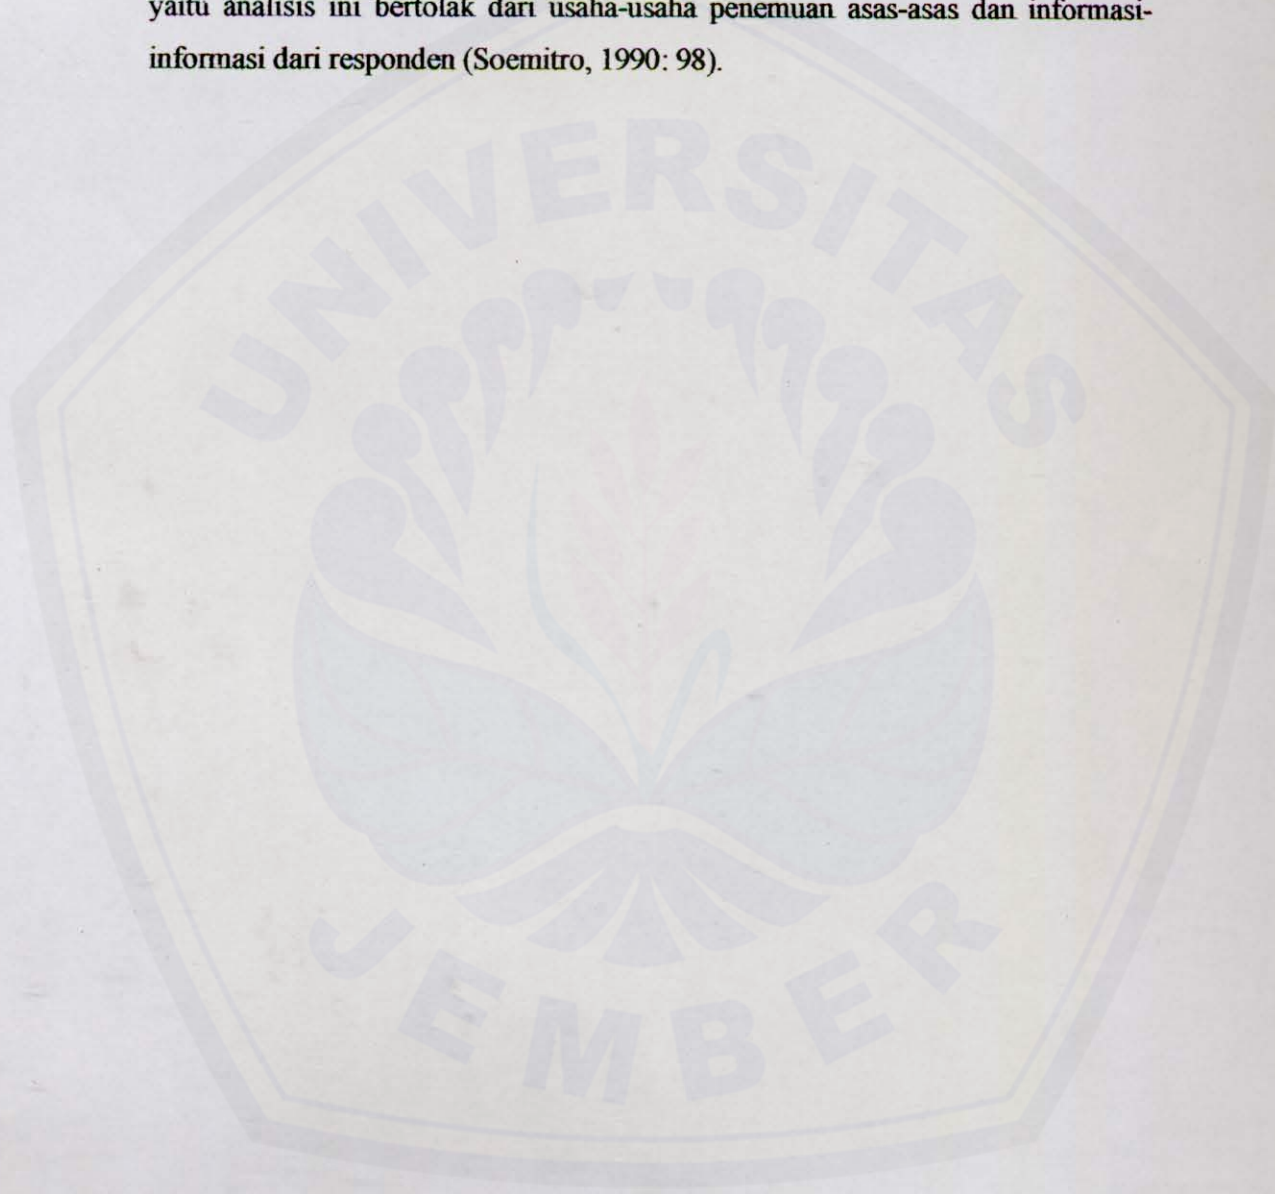 yaitu analisis ini bertolak dari usaha-usaha penemuan asas-asas dan informasi-
informasi dari responden (Soemitro, 1990: 98).
UNIVERSITAS
JEMBER